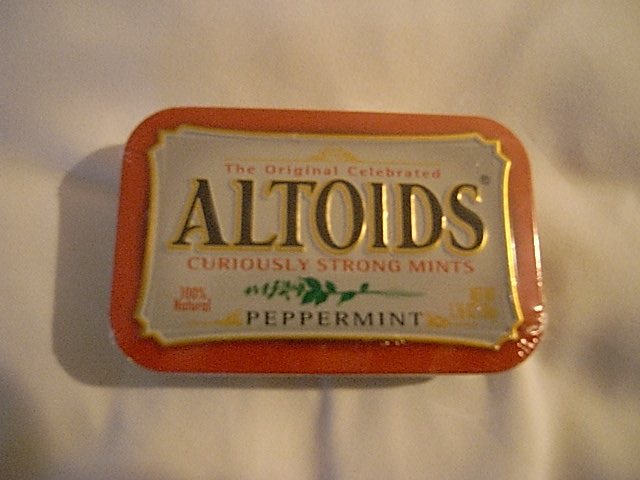 The Original Celebrated
ALTOIDS®
CURIOUSLY STRONG MINTS
100%
Natural
PEPPERMINT